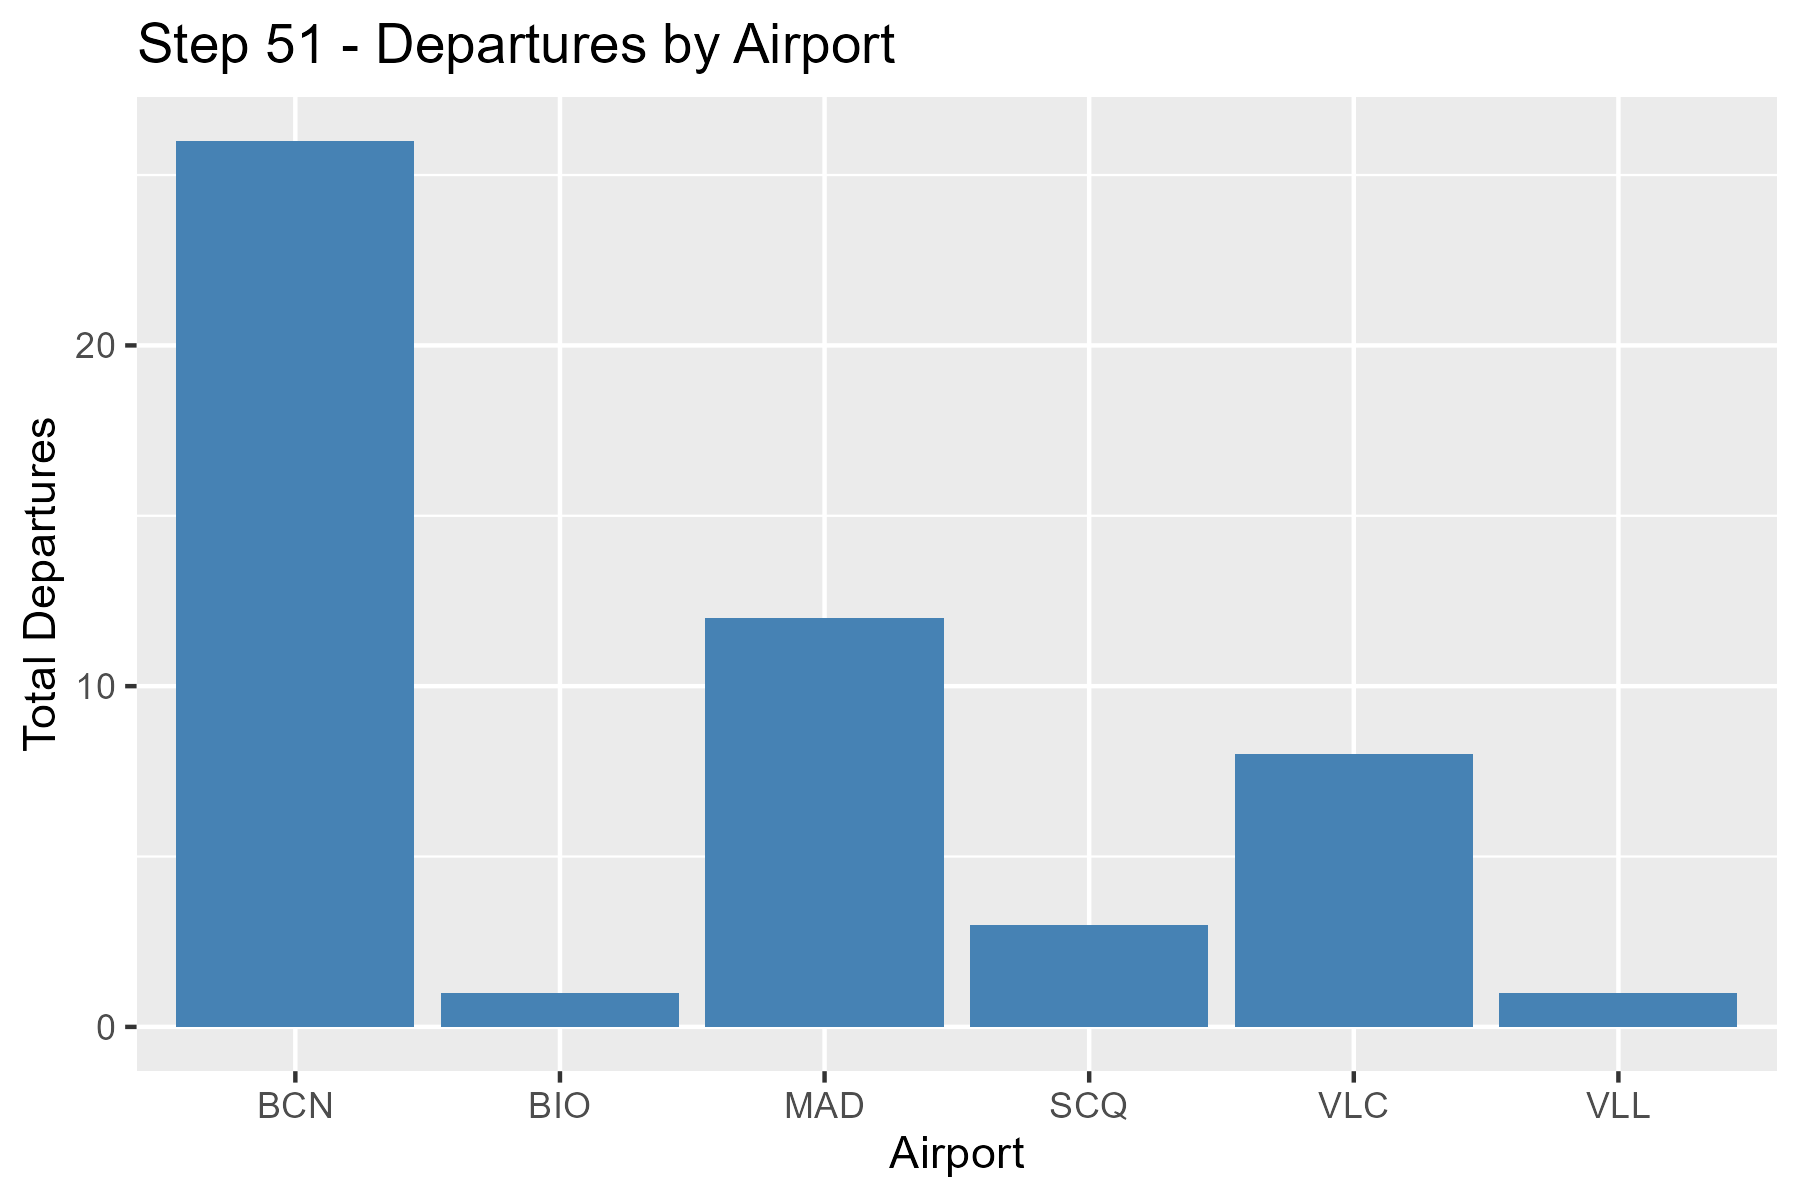 Step 51 - Departures by Airport
Total Departures
20
10
0
BCN BIO MAD SCQ VLC VLL
Airport